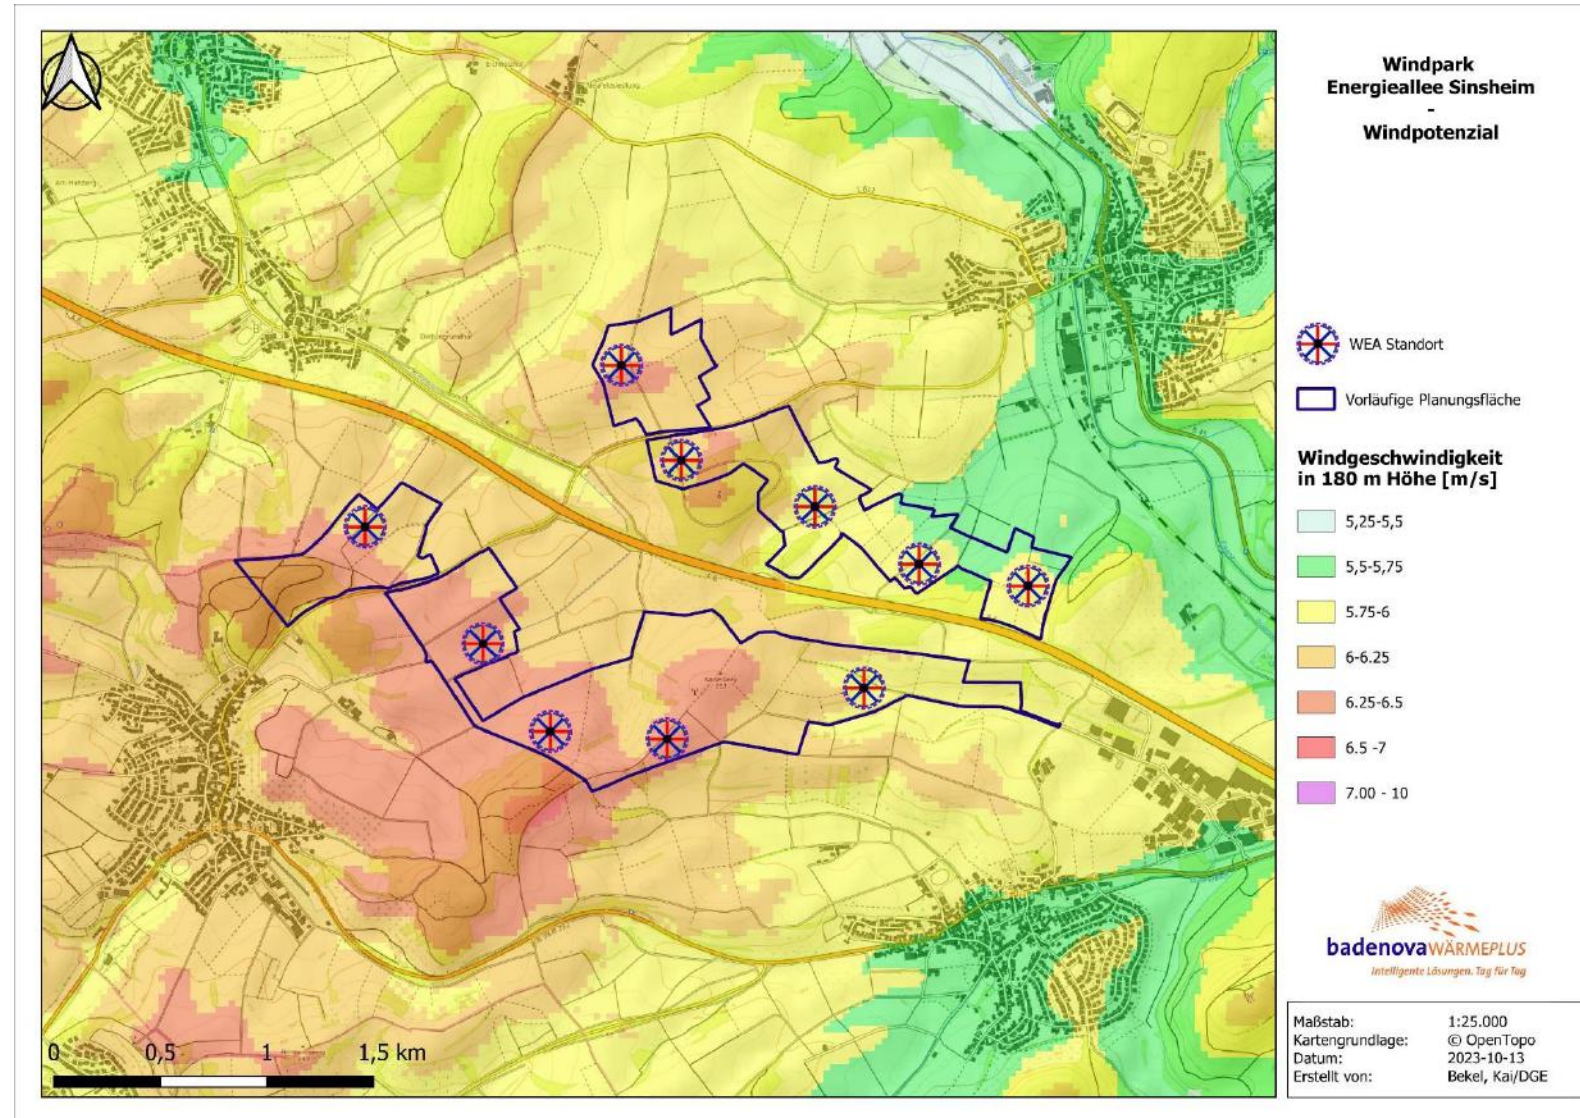 Windpark
Energieallee Sinsheim
-
Windpotenzial
WEA Standort
Vorläufige Planungsfläche
Windgeschwindigkeit
in 180 m Höhe [m/s]
5,25-5,5
5,5-5,75
5.75-6
6-6.25
6.25-6.5
6.5 -7
7.00 - 10
badenovaWÄRMEPLUS
Intelligente Lösungen. Tag für Tag
Maßstab: 1:25.000
Kartengrundlage: © OpenTopo
Datum: 2023-10-13
Erstellt von: Bekel, Kai/DGE
0 0,5 1 1,5 km